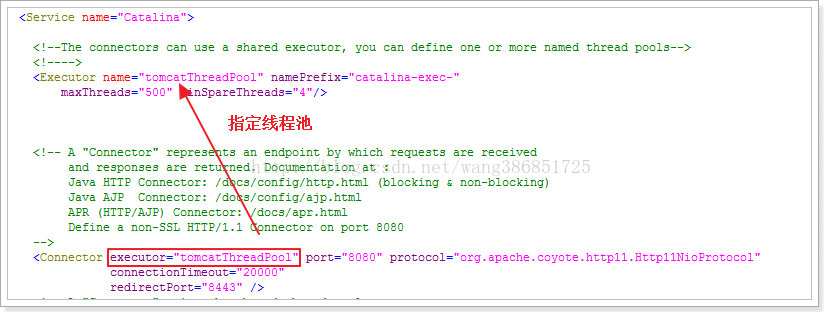 <Service name="Catalina">
<!--The connectors can use a shared executor, you can define one or more named thread pools-->
<!---->
<Executor name="tomcatThreadPool" namePrefix="catalina-exec-"
maxThreads="500" minSpareThreads="4"/>
指定线程池
<!-- A "Connector" represents an endpoint by which requests are received
and responses are returned. Documentation at :
Java HTTP Connector: /docs/config/http.html (blocking & non-blocking)
Java AJP  Connector: /docs/config/ajp.html
APR (HTTP/AJP) Connector: /docs/apr.html
Define a non-SSL HTTP/1.1 Connector on port 8080
-->
<Connector executor="tomcatThreadPool" port="8080" protocol="org.apache.coyote.http11.Http11NioProtocol"
connectionTimeout="20000"
redirectPort="8443" />